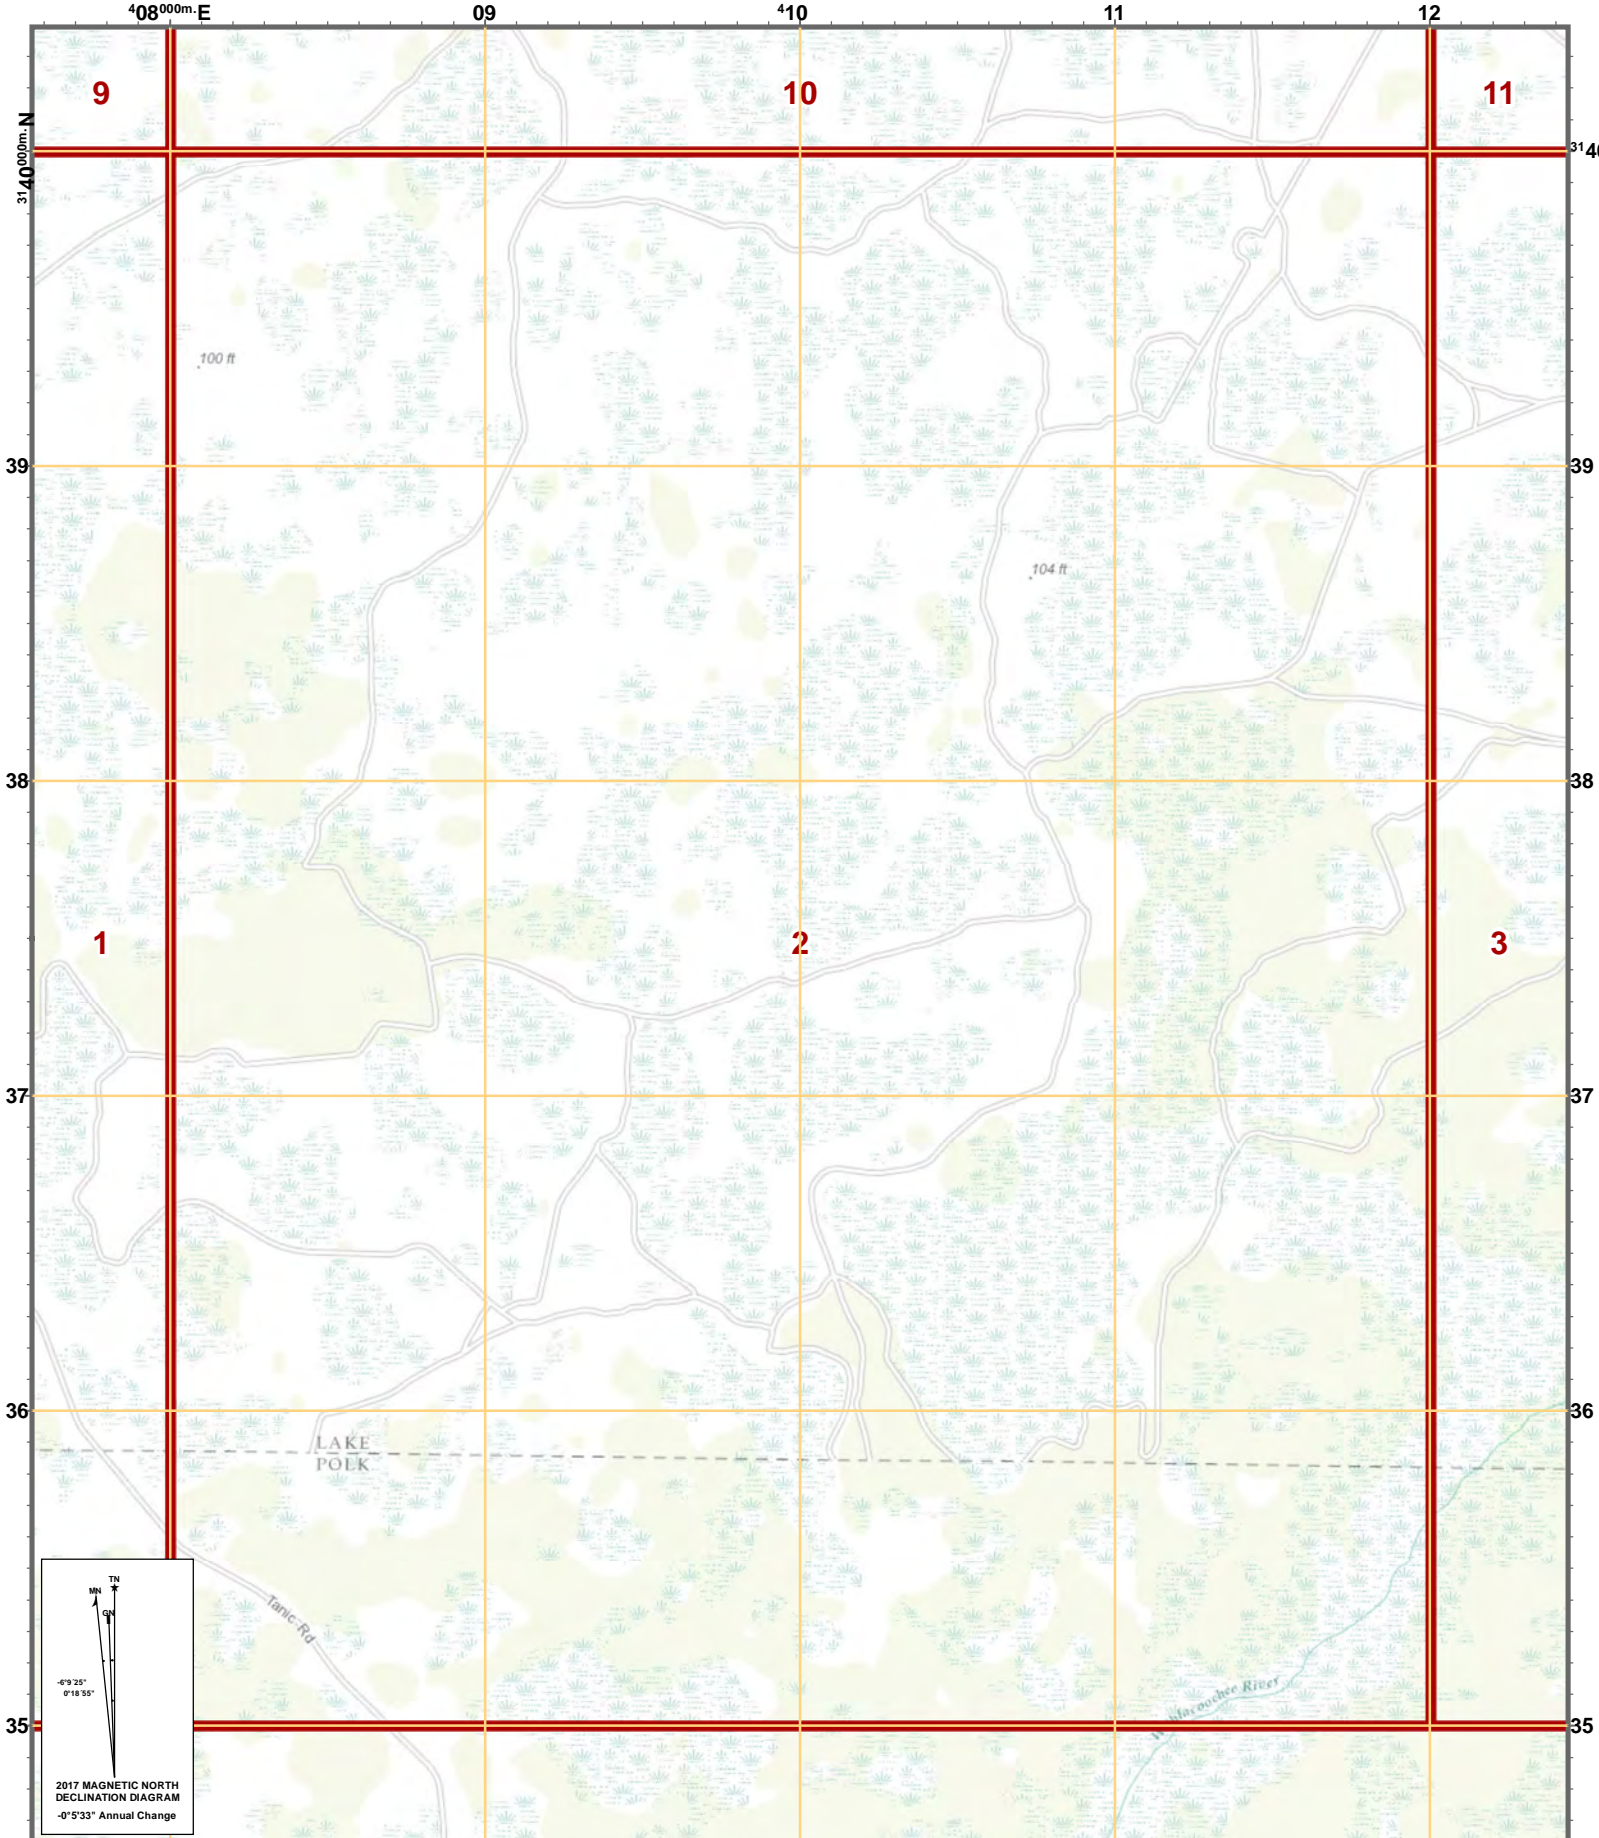 408000m.E 09 410 11 12
9 10 11
3140000m.N
3140
100 ft
39 39
104 ft
38 38
1 2 3
37 37
36 36
LAKE
POLK
Tanic Rd
Withlacoochee River
35 35
TN
MN
GN
-6°9'25"
0°18'55"
2017 MAGNETIC NORTH
DECLINATION DIAGRAM
-0°5'33" Annual Change